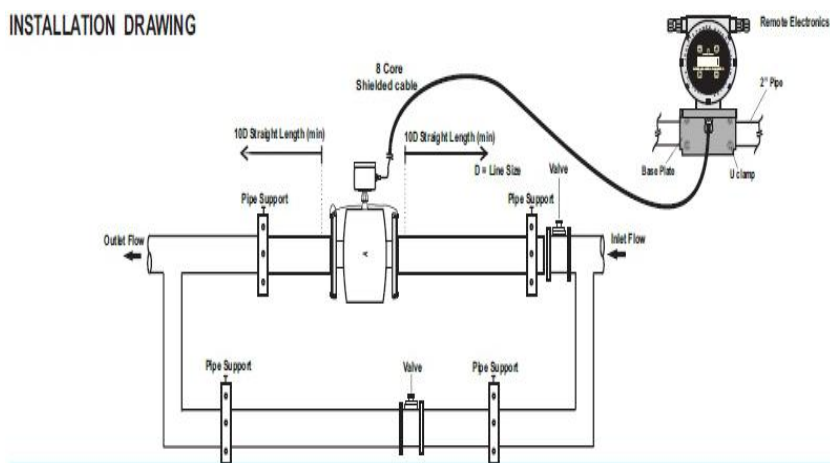 INSTALLATION DRAWING
Remote Electronics
8 Core
Shielded cable
2" Pipe
10D Straight Length (min)
10D Straight Length (min)
D = Line Size
Base Plate
U clamp
Valve
Pipe Support
Pipe Support
Outlet Flow
Inlet Flow
A
Pipe Support
Valve
Pipe Support